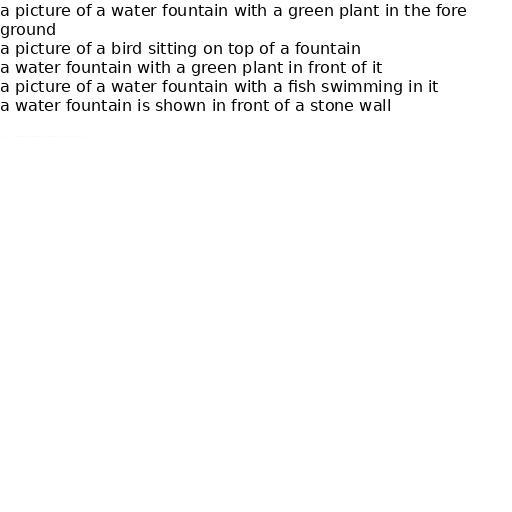 a picture of a water fountain with a green plant in the fore
ground
a picture of a bird sitting on top of a fountain
a water fountain with a green plant in front of it
a picture of a water fountain with a fish swimming in it
a water fountain is shown in front of a stone wall